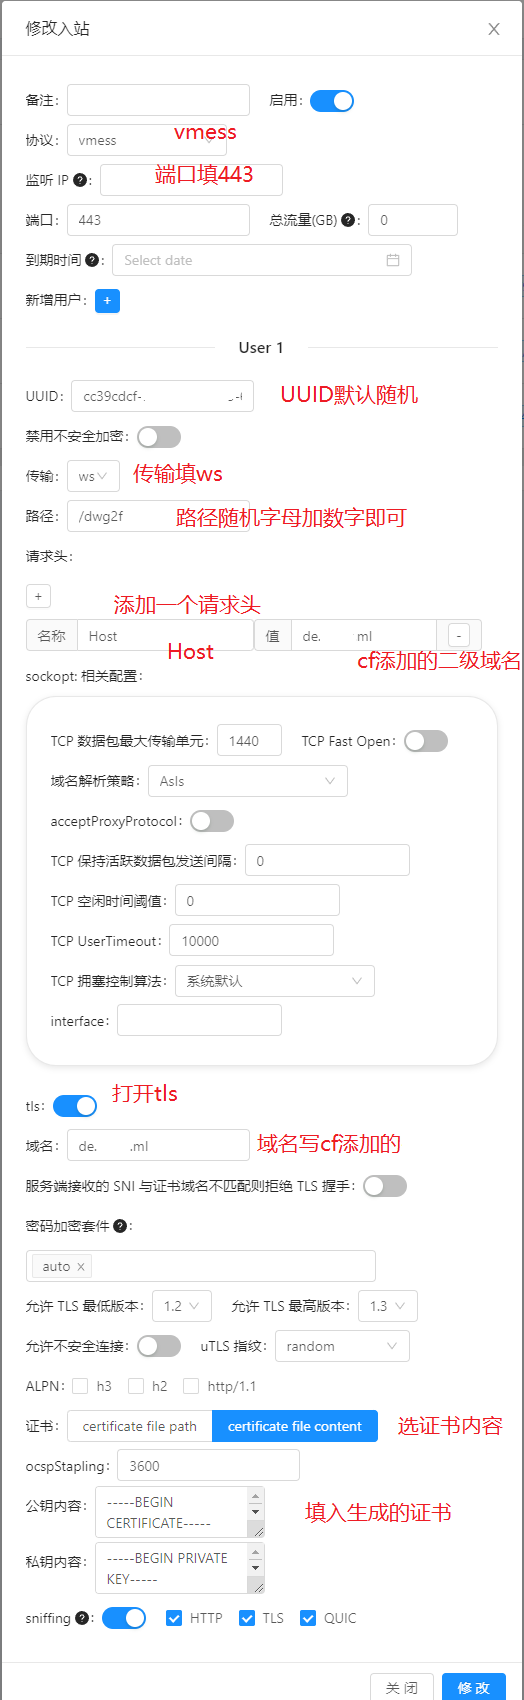 修改入站
备注: 启用:
协议: vmess vmess
监听 IP ?: 端口填443
端口: 443 总流量(GB) ?: 0
到期时间 ?: Select date
新增用户: +
User 1
UUID: cc39cdcf- UUID默认随机
禁用不安全加密:
传输: ws 传输填ws
路径: /dwg2f 路径随机字母加数字即可
请求头:
+
添加一个请求头
名称 Host 值 de. ml -
Host cf添加的二级域名
sockopt: 相关配置:
TCP 数据包最大传输单元: 1440 TCP Fast Open:
域名解析策略: AsIs
acceptProxyProtocol:
TCP 保持活跃数据包发送间隔: 0
TCP 空闲时间阈值: 0
TCP UserTimeout: 10000
TCP 拥塞控制算法: 系统默认
interface:
tls: 打开tls
域名: de. .ml 域名写cf添加的
服务端接收的 SNI 与证书域名不匹配则拒绝 TLS 握手:
密码加密套件 ?:
auto x
允许 TLS 最低版本: 1.2 允许 TLS 最高版本: 1.3
允许不安全连接: uTLS 指纹: random
ALPN: h3 h2 http/1.1
证书: certificate file path certificate file content 选证书内容
ocspStapling: 3600
公钥内容: -----BEGIN
CERTIFICATE----- 填入生成的证书
私钥内容: -----BEGIN PRIVATE
KEY-----
sniffing ?: HTTP TLS QUIC
关 闭 修 改